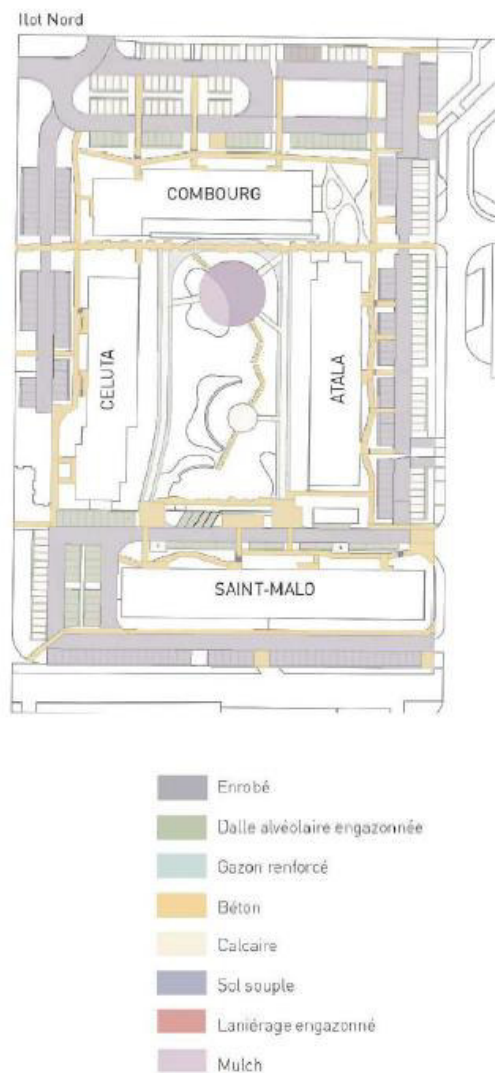 Ilot Nord
COMBOURG
CELUTA
ATALA
SAINT-MALO
Enrobé
Dalle alvéolaire engazonnée
Gazon renforcé
Béton
Calcaire
Sol souple
Laniérage engazonné
Mulch